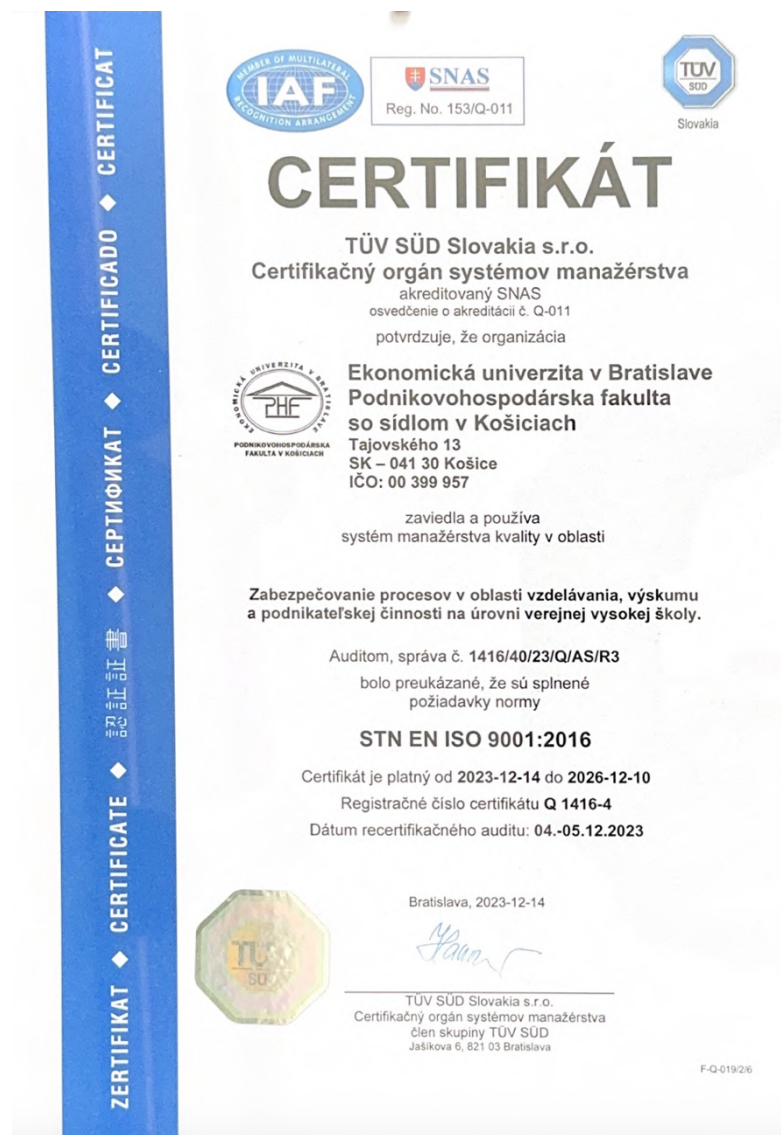 MEMBER OF MULTILATERAL
IAF
RECOGNITION ARRANGEMENT
SNAS
Reg. No. 153/Q-011
TÜV
SÜD
Slovakia
CERTIFIKÁT
TÜV SÜD Slovakia s.r.o.
Certifikačný orgán systémov manažérstva
akreditovaný SNAS
osvedčenie o akreditácii č. Q-011
potvrdzuje, že organizácia
EKONOMICKÁ UNIVERZITA V BRATISLAVE
PHF
PODNIKOVOHOSPODÁRSKA
FAKULTA V KOŠICIACH
Ekonomická univerzita v Bratislave
Podnikovohospodárska fakulta
so sídlom v Košiciach
Tajovského 13
SK – 041 30 Košice
IČO: 00 399 957
zaviedla a používa
systém manažérstva kvality v oblasti
Zabezpečovanie procesov v oblasti vzdelávania, výskumu
a podnikateľskej činnosti na úrovni verejnej vysokej školy.
Auditom, správa č. 1416/40/23/Q/AS/R3
bolo preukázané, že sú splnené
požiadavky normy
STN EN ISO 9001:2016
Certifikát je platný od 2023-12-14 do 2026-12-10
Registračné číslo certifikátu Q 1416-4
Dátum recertifikačného auditu: 04.-05.12.2023
Bratislava, 2023-12-14
TÜV
SÜD
TÜV SÜD Slovakia s.r.o.
Certifikačný orgán systémov manažérstva
člen skupiny TÜV SÜD
Jašíkova 6, 821 03 Bratislava
F-Q-019/2/6
ZERTIFIKAT ◆ CERTIFICATE ◆ 認証証書 ◆ СЕРТИФИКАТ ◆ CERTIFICADO ◆ CERTIFICAT